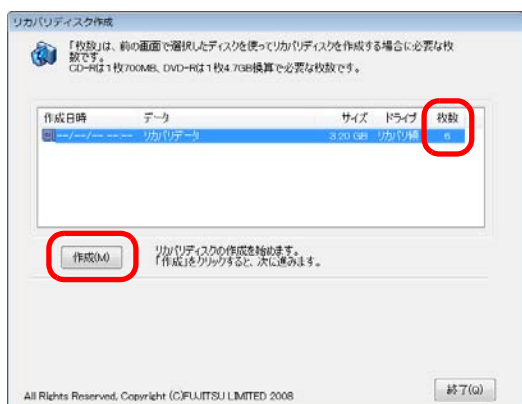 リカバリディスク作成
「枚数」は、前の画面で選択したディスクを使ってリカバリディスクを作成する場合に必要な枚
数です。
CD-Rは1枚700MB、DVD-Rは1枚4.7GB換算で必要な枚数です。
作成日時 データ サイズ ドライブ 枚数
--/--/-- --:-- リカバリデータ 3.20 GB リカバリ領 6
作成(M)
リカバリディスクの作成を始めます。
「作成」をクリックすると、次に進みます。
All Rights Reserved, Copyright (C)FUJITSU LIMITED 2008
終了(Q)